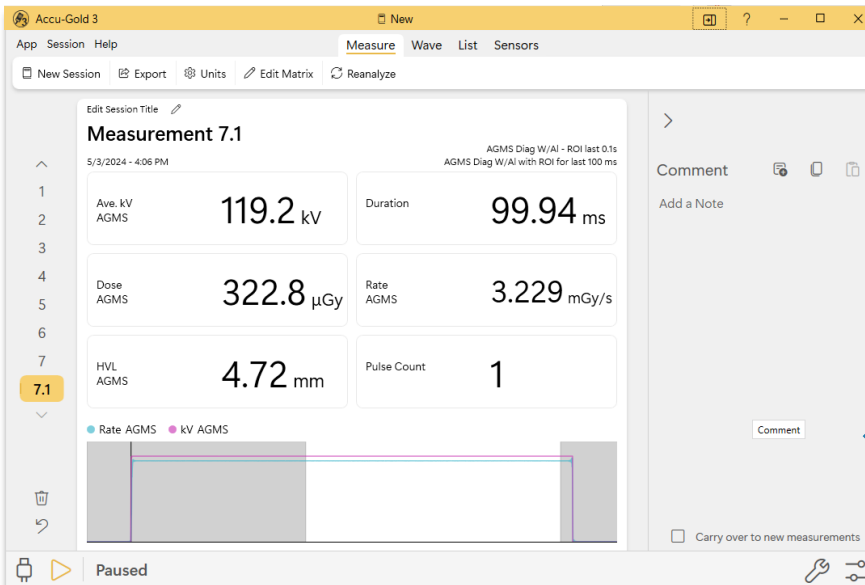 Accu-Gold 3
New
?
App Session Help
Measure Wave List Sensors
New Session Export Units Edit Matrix Reanalyze
Edit Session Title
Measurement 7.1
5/3/2024 - 4:06 PM
AGMS Diag W/Al - ROI last 0.1s
AGMS Diag W/Al with ROI for last 100 ms
1
2
3
4
5
6
7
7.1
Ave. kV
AGMS
119.2 kV
Duration
99.94 ms
Dose
AGMS
322.8 μGy
Rate
AGMS
3.229 mGy/s
HVL
AGMS
4.72 mm
Pulse Count
1
Rate AGMS kV AGMS
Comment
Add a Note
Comment
Carry over to new measurements
Paused